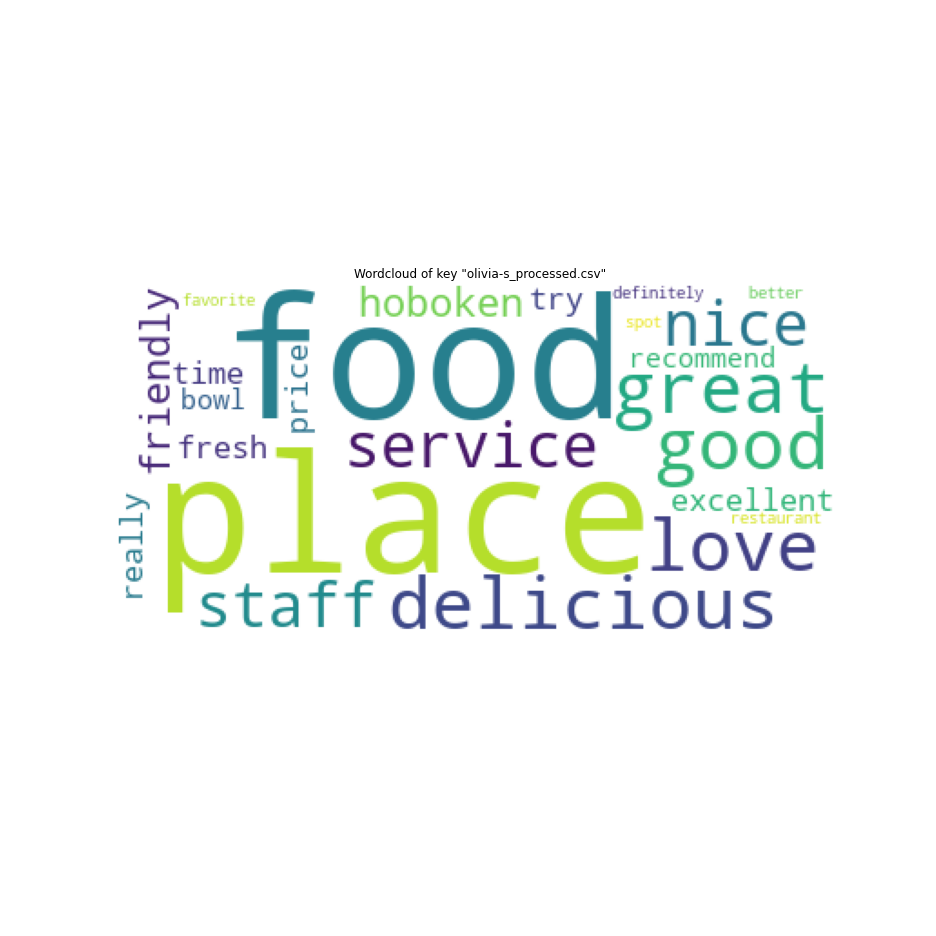 Wordcloud of key "olivia-s_processed.csv"
favorite
food
hoboken
try
definitely
better
spot
nice
friendly
time
price
recommend
bowl
great
fresh
service
good
place
excellent
restaurant
really
love
staff
delicious